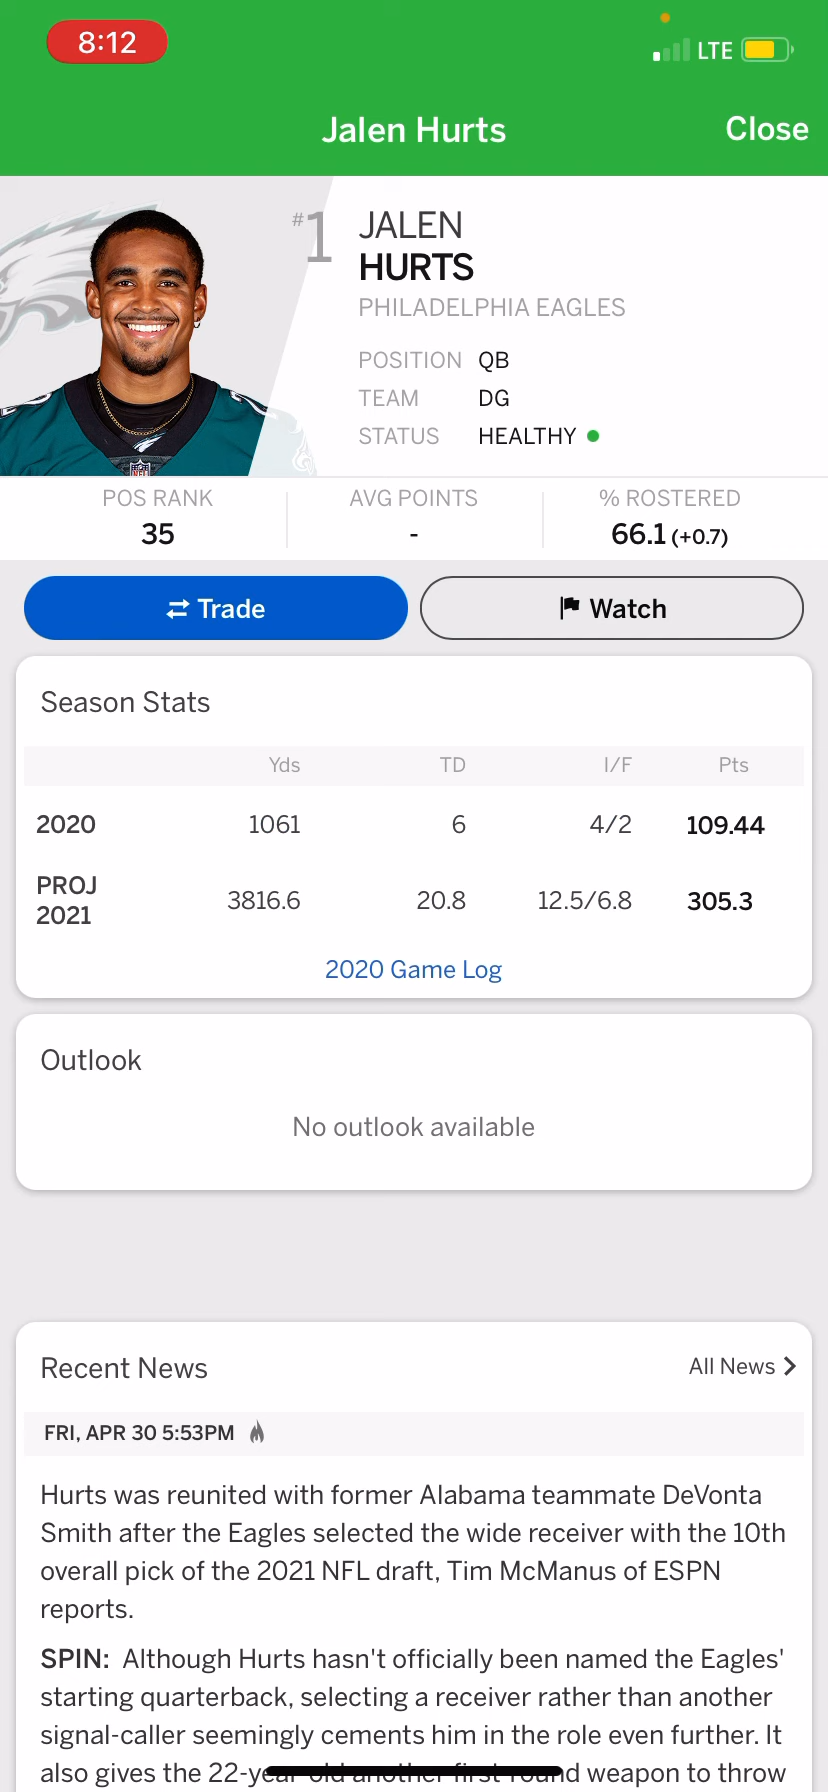 8:12
LTE
Jalen Hurts
Close
#1
JALEN
HURTS
PHILADELPHIA EAGLES
POSITION QB
TEAM DG
STATUS HEALTHY
POS RANK AVG POINTS % ROSTERED
35 - 66.1 (+0.7)
Trade Watch
Season Stats
Yds TD I/F Pts
2020 1061 6 4/2 109.44
PROJ
2021 3816.6 20.8 12.5/6.8 305.3
2020 Game Log
Outlook
No outlook available
Recent News All News
FRI, APR 30 5:53PM
Hurts was reunited with former Alabama teammate DeVonta
Smith after the Eagles selected the wide receiver with the 10th
overall pick of the 2021 NFL draft, Tim McManus of ESPN
reports.
SPIN: Although Hurts hasn't officially been named the Eagles'
starting quarterback, selecting a receiver rather than another
signal-caller seemingly cements him in the role even further. It
also gives the 22-year-old another first-round weapon to throw